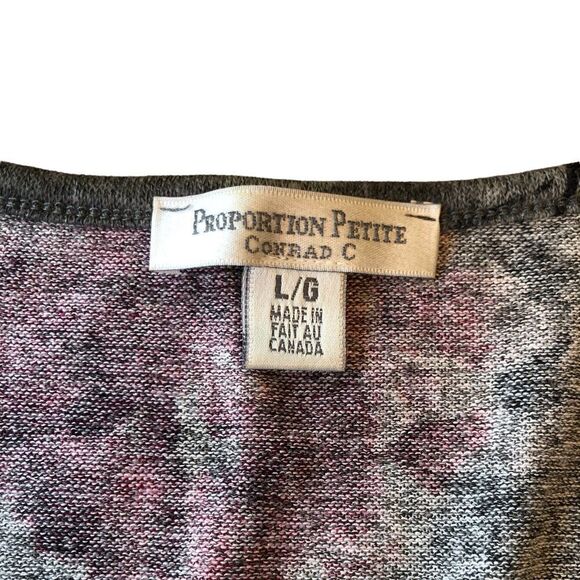 PROPORTION PETITE
CONRAD C
L/G
MADE IN
FAIT AU
CANADA